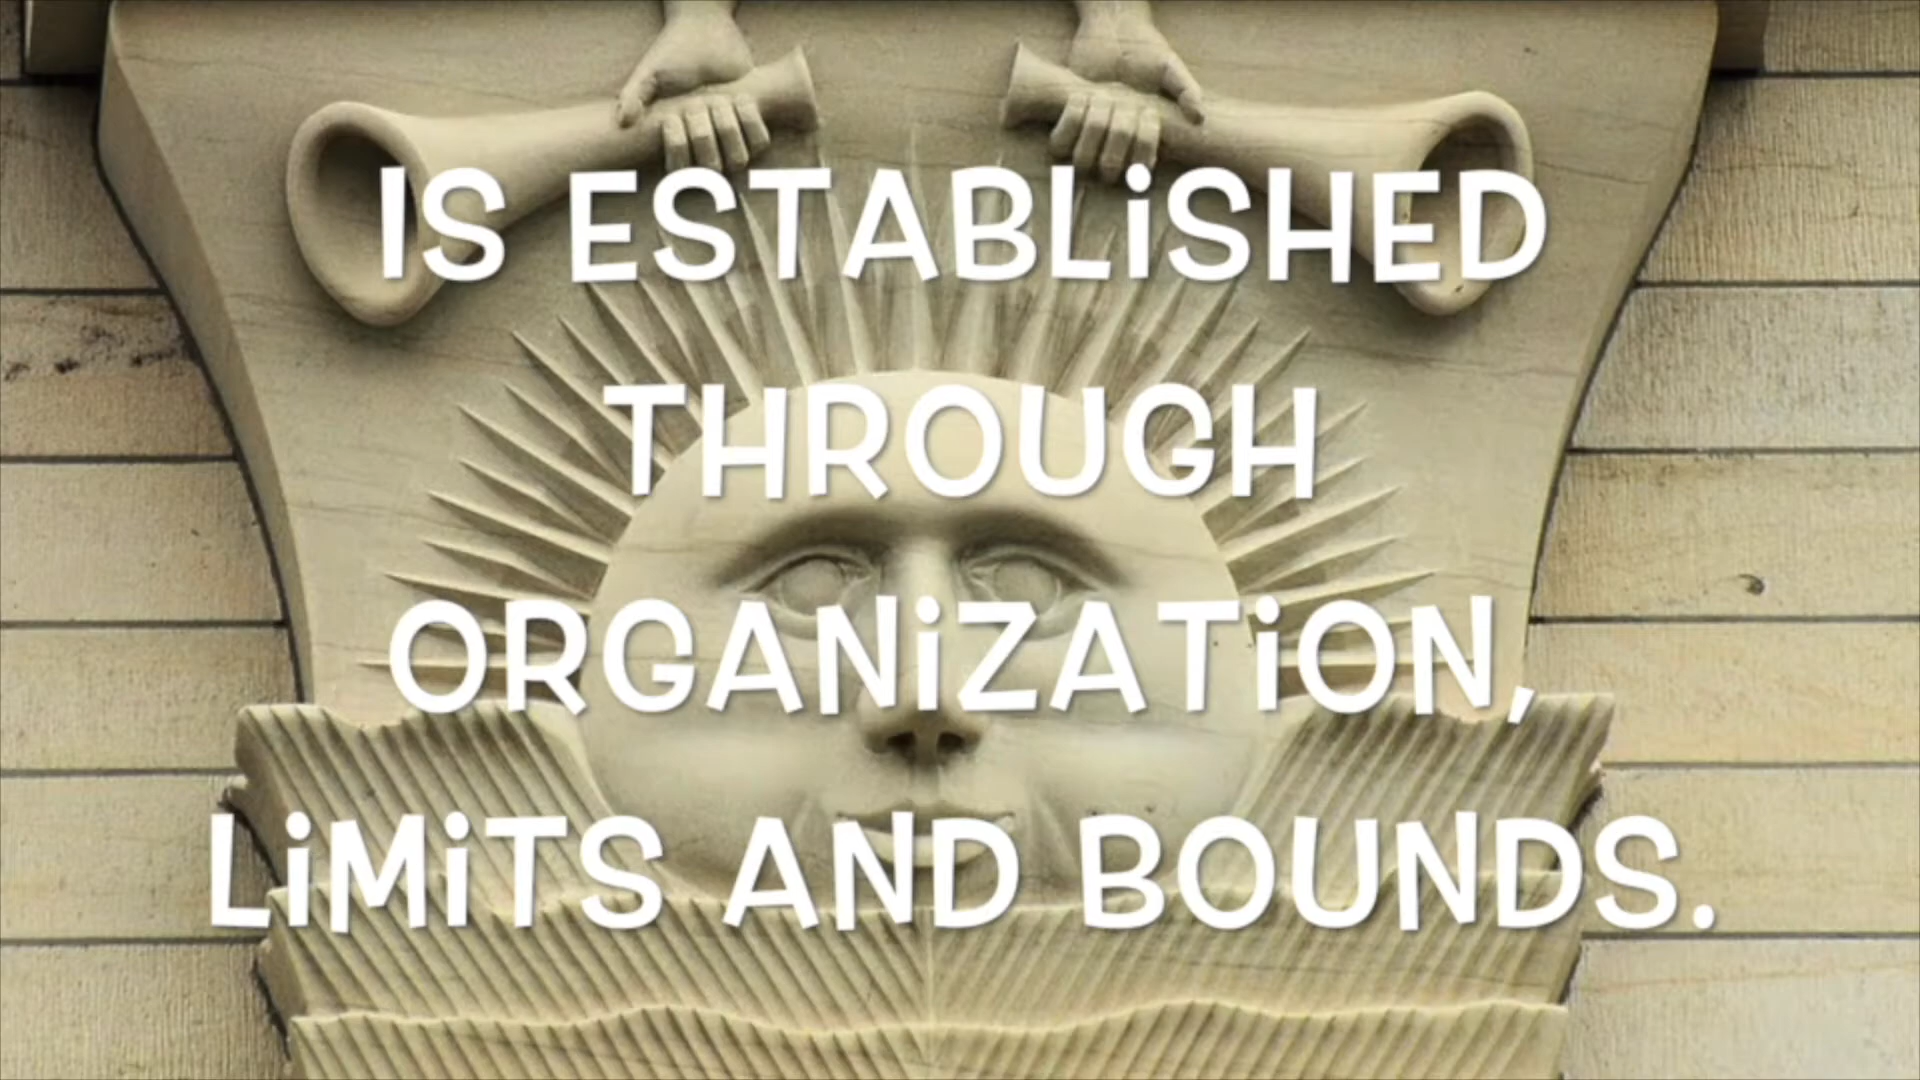 IS ESTABLiSHED
THROUGH
ORGANiZATiON,
LiMiTS AND BOUNDS.